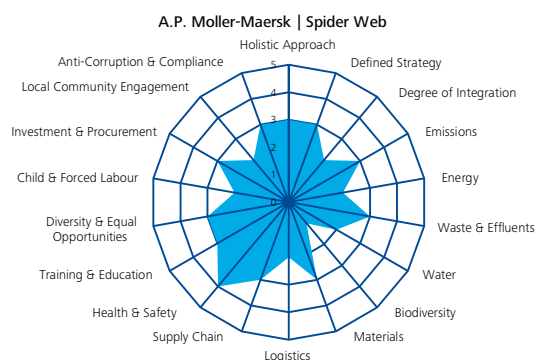 A.P. Moller-Maersk | Spider Web
Holistic Approach
Anti-Corruption & Compliance
Defined Strategy
Local Community Engagement
Degree of Integration
Investment & Procurement
Emissions
Child & Forced Labour
Energy
Diversity & Equal
Opportunities
Waste & Effluents
Training & Education
Water
Health & Safety
Biodiversity
Supply Chain
Materials
Logistics
5
4
3
2
1
0